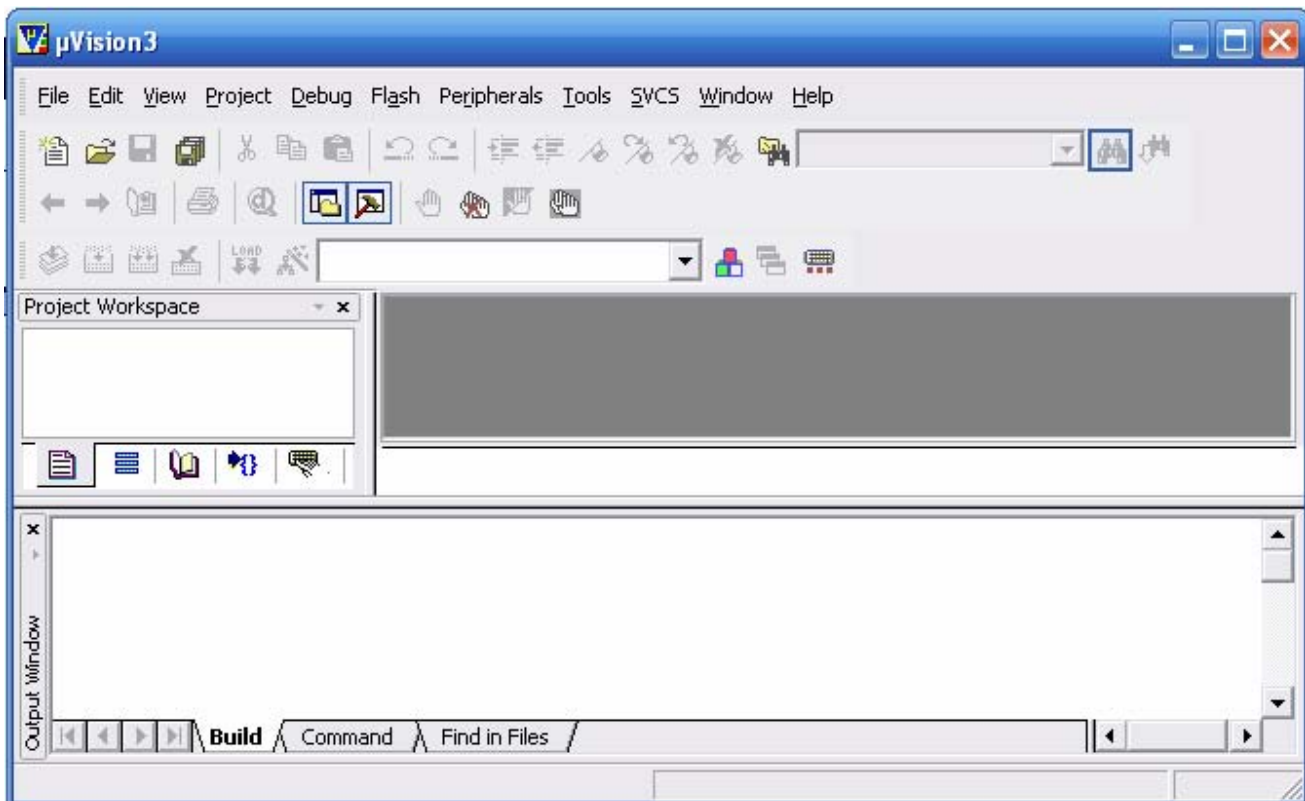 µVision3
File Edit View Project Debug Flash Peripherals Tools SVCS Window Help
LOAD
Project Workspace
Output Window
Build Command Find in Files